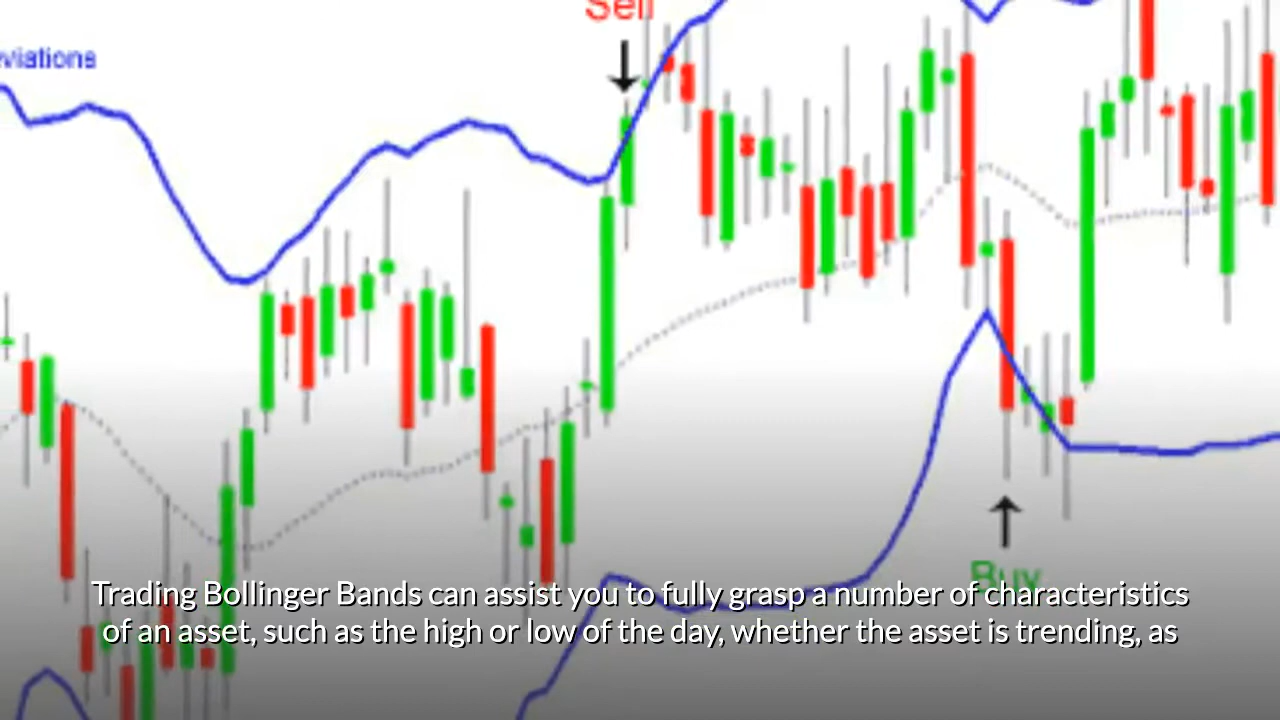 Sell
viations
Buy
Trading Bollinger Bands can assist you to fully grasp a number of characteristics
of an asset, such as the high or low of the day, whether the asset is trending, as